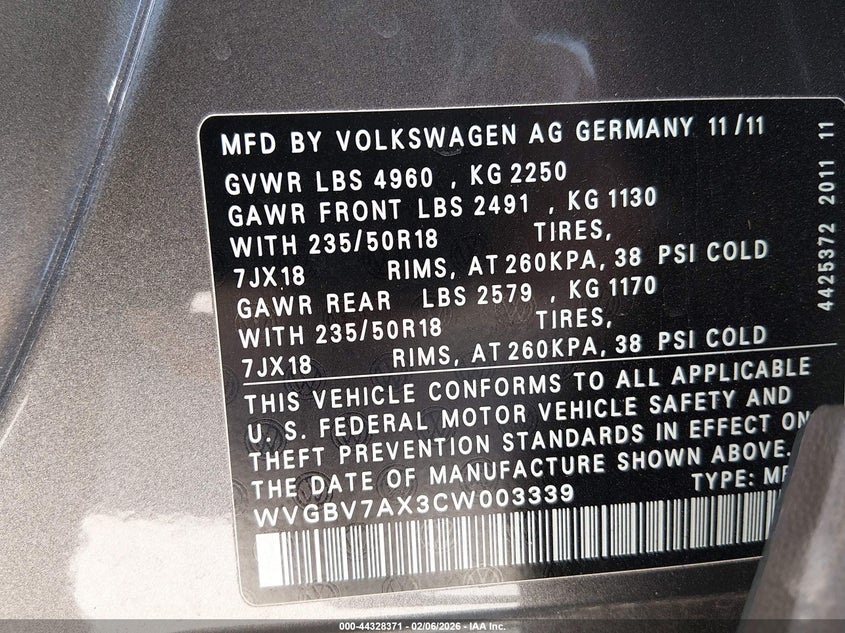 MFD BY VOLKSWAGEN AG GERMANY 11/11
GVWR LBS 4960 , KG 2250
GAWR FRONT LBS 2491 , KG 1130
WITH 235/50R18 TIRES,
7JX18 RIMS, AT 260KPA, 38 PSI COLD
GAWR REAR LBS 2579 , KG 1170
WITH 235/50R18 TIRES,
7JX18 RIMS, AT 260KPA, 38 PSI COLD
THIS VEHICLE CONFORMS TO ALL APPLICABLE
U. S. FEDERAL MOTOR VEHICLE SAFETY AND
THEFT PREVENTION STANDARDS IN EFFECT ON
THE DATE OF MANUFACTURE SHOWN ABOVE.
WVGBV7AX3CW003339 TYPE:
4425372 2011 11
000-44328371 - 02/06/2026 - IAA Inc.